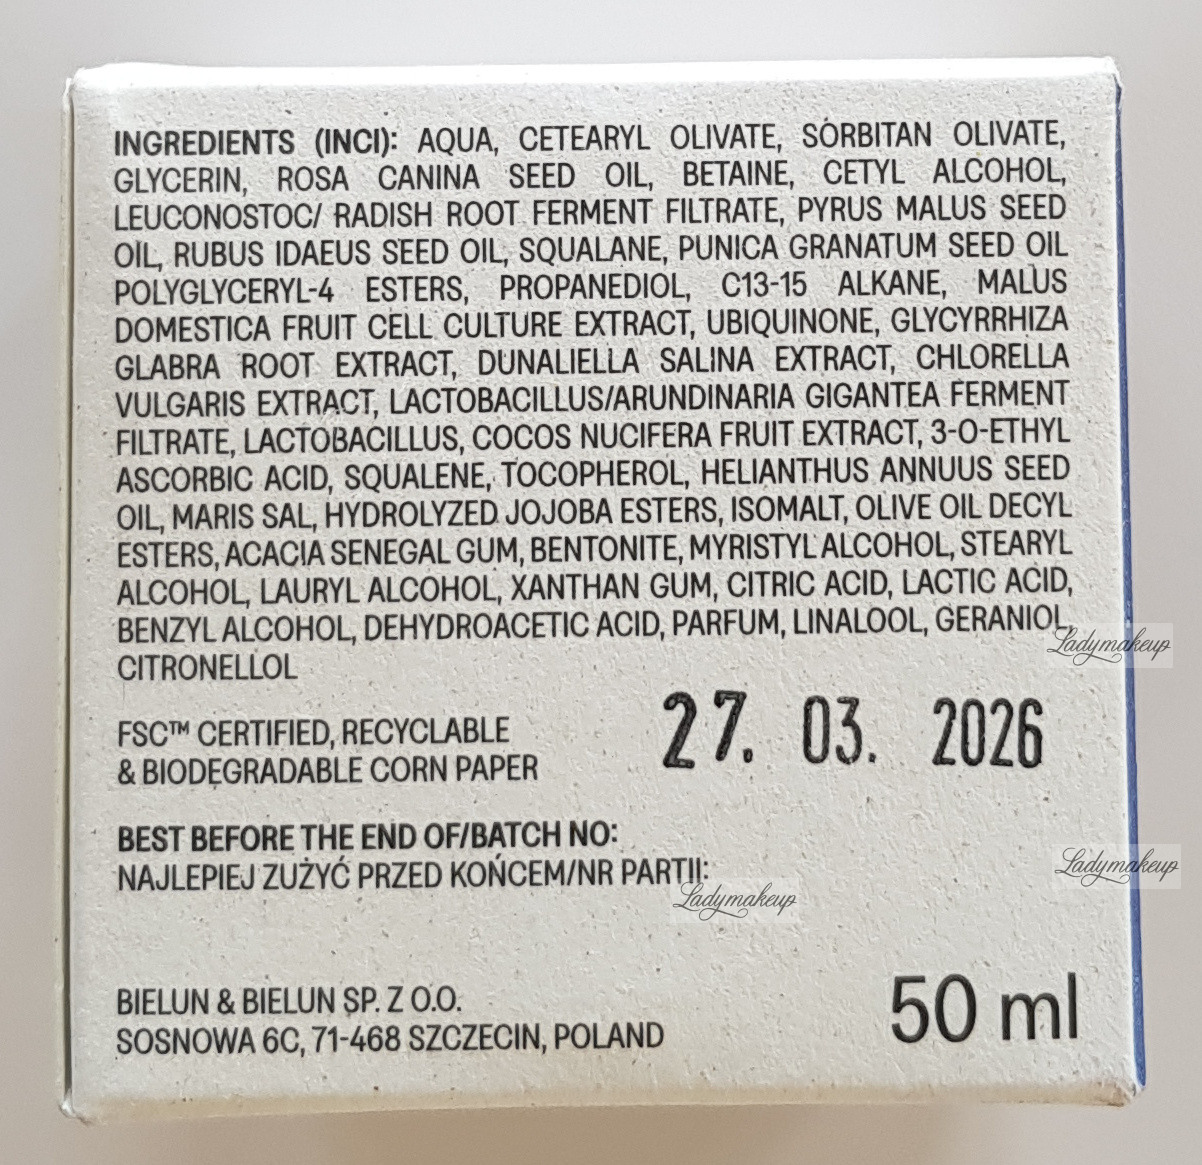 INGREDIENTS (INCI): AQUA, CETEARYL OLIVATE, SORBITAN OLIVATE,
GLYCERIN, ROSA CANINA SEED OIL, BETAINE, CETYL ALCOHOL,
LEUCONOSTOC/ RADISH ROOT FERMENT FILTRATE, PYRUS MALUS SEED
OIL, RUBUS IDAEUS SEED OIL, SQUALANE, PUNICA GRANATUM SEED OIL
POLYGLYCERYL-4 ESTERS, PROPANEDIOL, C13-15 ALKANE, MALUS
DOMESTICA FRUIT CELL CULTURE EXTRACT, UBIQUINONE, GLYCYRRHIZA
GLABRA ROOT EXTRACT, DUNALIELLA SALINA EXTRACT, CHLORELLA
VULGARIS EXTRACT, LACTOBACILLUS/ARUNDINARIA GIGANTEA FERMENT
FILTRATE, LACTOBACILLUS, COCOS NUCIFERA FRUIT EXTRACT, 3-O-ETHYL
ASCORBIC ACID, SQUALENE, TOCOPHEROL, HELIANTHUS ANNUUS SEED
OIL, MARIS SAL, HYDROLYZED JOJOBA ESTERS, ISOMALT, OLIVE OIL DECYL
ESTERS, ACACIA SENEGAL GUM, BENTONITE, MYRISTYL ALCOHOL, STEARYL
ALCOHOL, LAURYL ALCOHOL, XANTHAN GUM, CITRIC ACID, LACTIC ACID,
BENZYL ALCOHOL, DEHYDROACETIC ACID, PARFUM, LINALOOL, GERANIOL,
CITRONELLOL
Ladymakeup
FSC™ CERTIFIED, RECYCLABLE
& BIODEGRADABLE CORN PAPER
27. 03. 2026
BEST BEFORE THE END OF/BATCH NO:
NAJLEPIEJ ZUŻYĆ PRZED KOŃCEM/NR PARTII:
Ladymakeup
Ladymakeup
BIELUN & BIELUN SP. Z O.O.
SOSNOWA 6C, 71-468 SZCZECIN, POLAND
50 ml